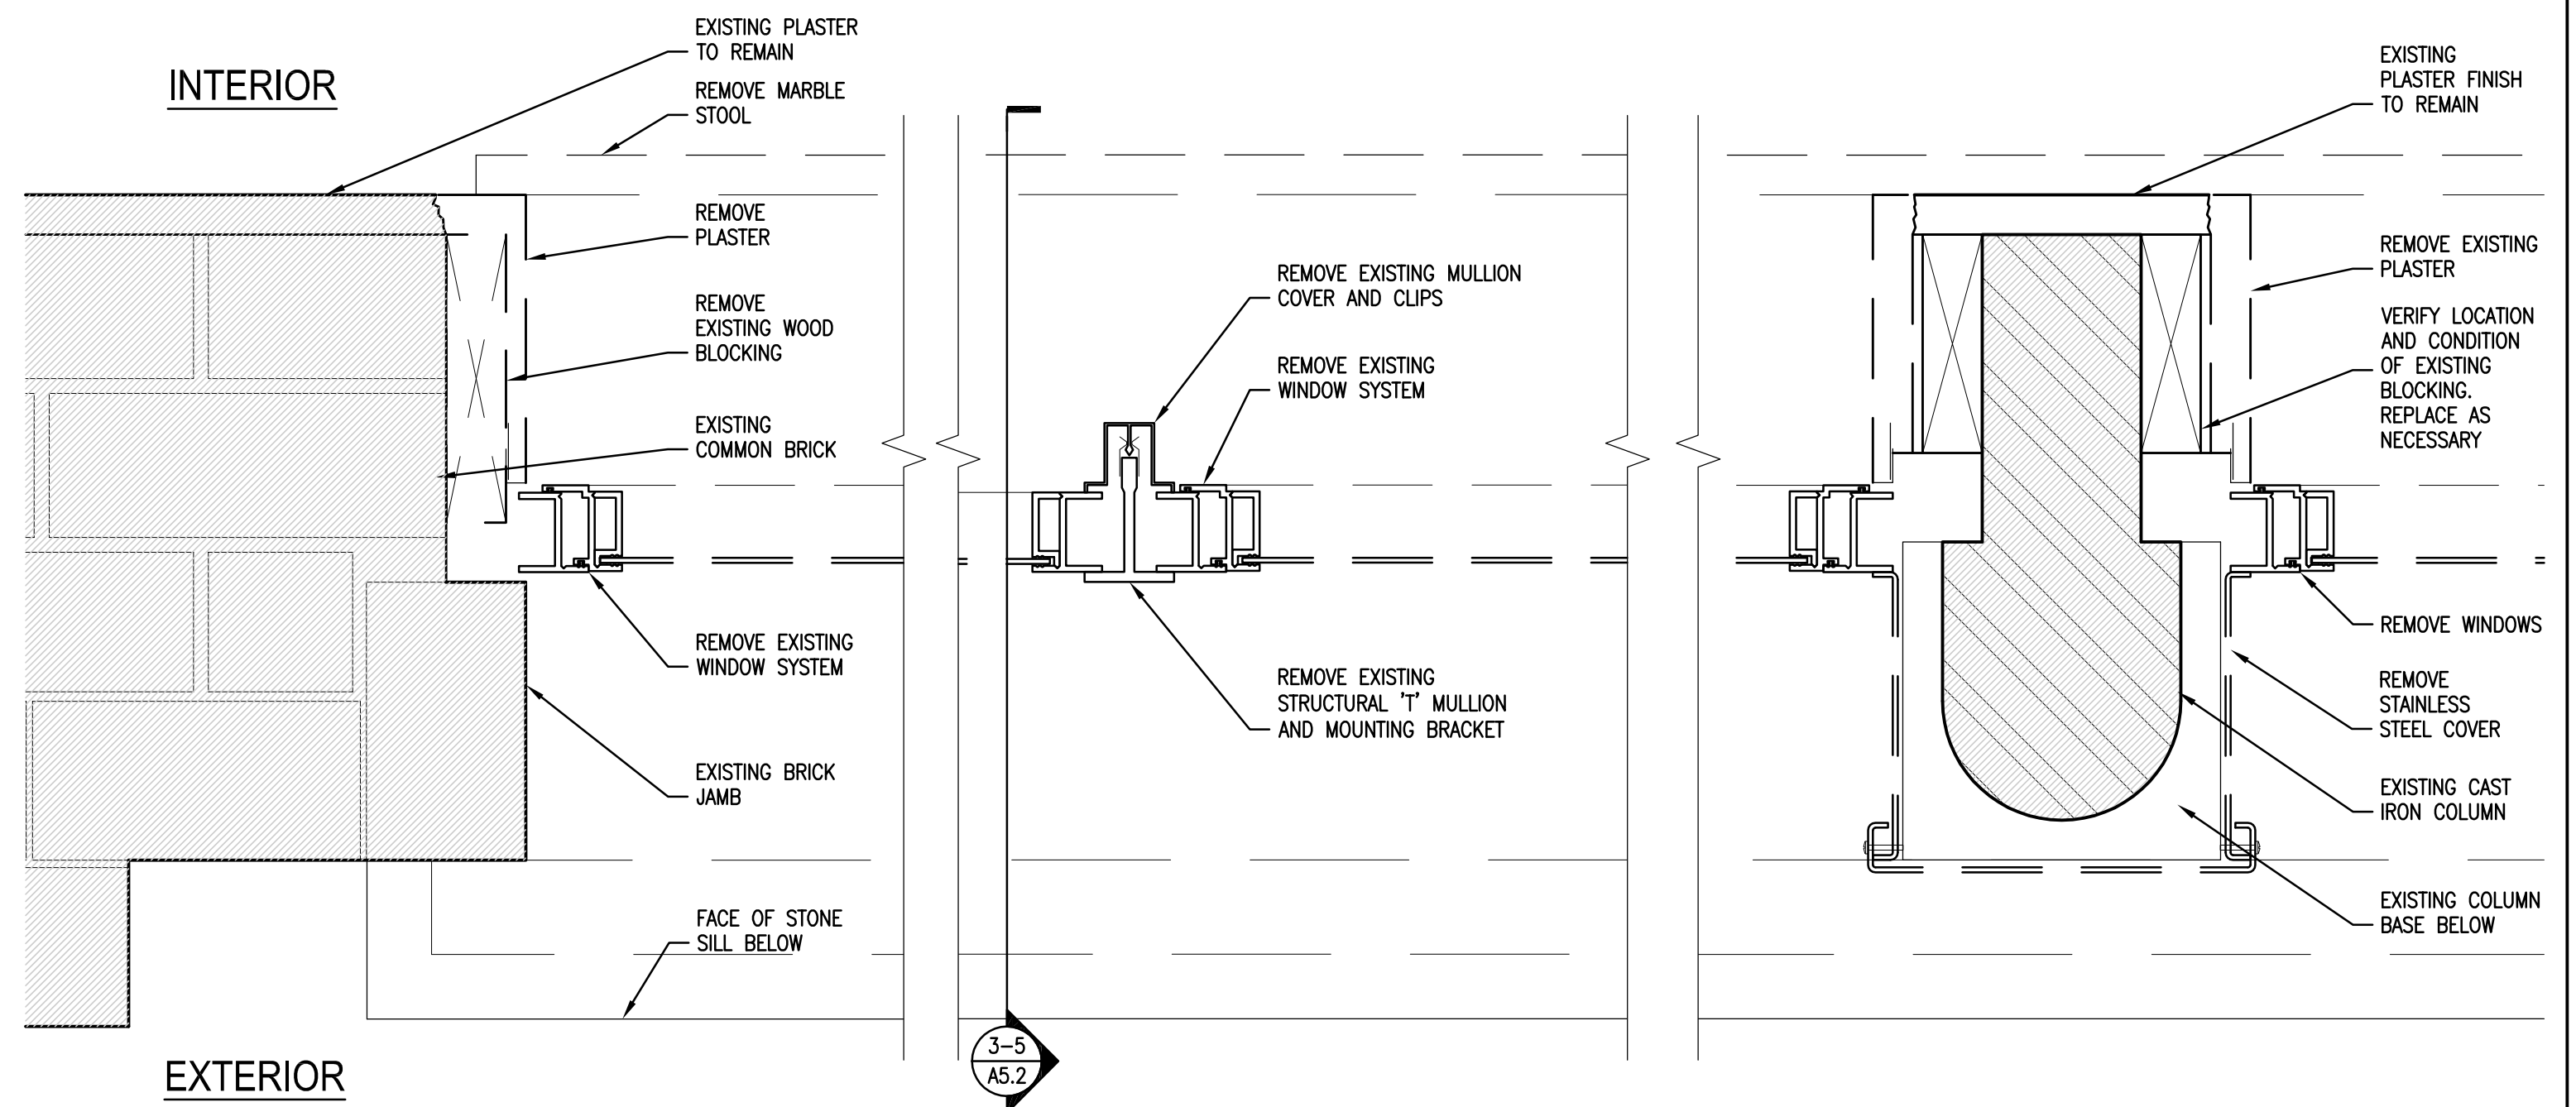 INTERIOR
EXISTING PLASTER
TO REMAIN
REMOVE MARBLE
STOOL
REMOVE
PLASTER
REMOVE
EXISTING WOOD
BLOCKING
EXISTING
COMMON BRICK
REMOVE EXISTING
WINDOW SYSTEM
EXISTING BRICK
JAMB
FACE OF STONE
SILL BELOW
EXTERIOR
REMOVE EXISTING MULLION
COVER AND CLIPS
REMOVE EXISTING
WINDOW SYSTEM
REMOVE EXISTING
STRUCTURAL 'T' MULLION
AND MOUNTING BRACKET
3-5
A5.2
EXISTING
PLASTER FINISH
TO REMAIN
REMOVE EXISTING
PLASTER
VERIFY LOCATION
AND CONDITION
OF EXISTING
BLOCKING.
REPLACE AS
NECESSARY
REMOVE WINDOWS
REMOVE
STAINLESS
STEEL COVER
EXISTING CAST
IRON COLUMN
EXISTING COLUMN
BASE BELOW